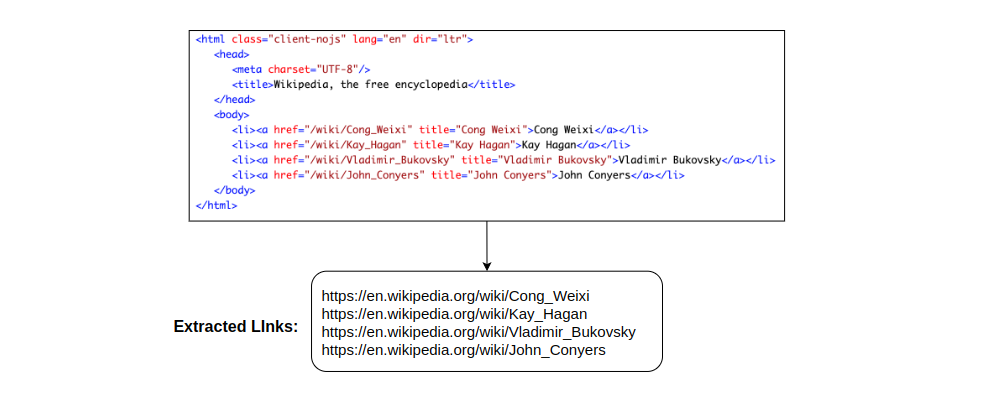 <html class="client-nojs" lang="en" dir="ltr">
<head>
<meta charset="UTF-8"/>
<title>Wikipedia, the free encyclopedia</title>
</head>
<body>
<li><a href="/wiki/Cong_Weixi" title="Cong Weixi">Cong Weixi</a></li>
<li><a href="/wiki/Kay_Hagan" title="Kay Hagan">Kay Hagan</a></li>
<li><a href="/wiki/Vladimir_Bukovsky" title="Vladimir Bukovsky">Vladimir Bukovsky</a></li>
<li><a href="/wiki/John_Conyers" title="John Conyers">John Conyers</a></li>
</body>
</html>
Extracted LInks:
https://en.wikipedia.org/wiki/Cong_Weixi
https://en.wikipedia.org/wiki/Kay_Hagan
https://en.wikipedia.org/wiki/Vladimir_Bukovsky
https://en.wikipedia.org/wiki/John_Conyers